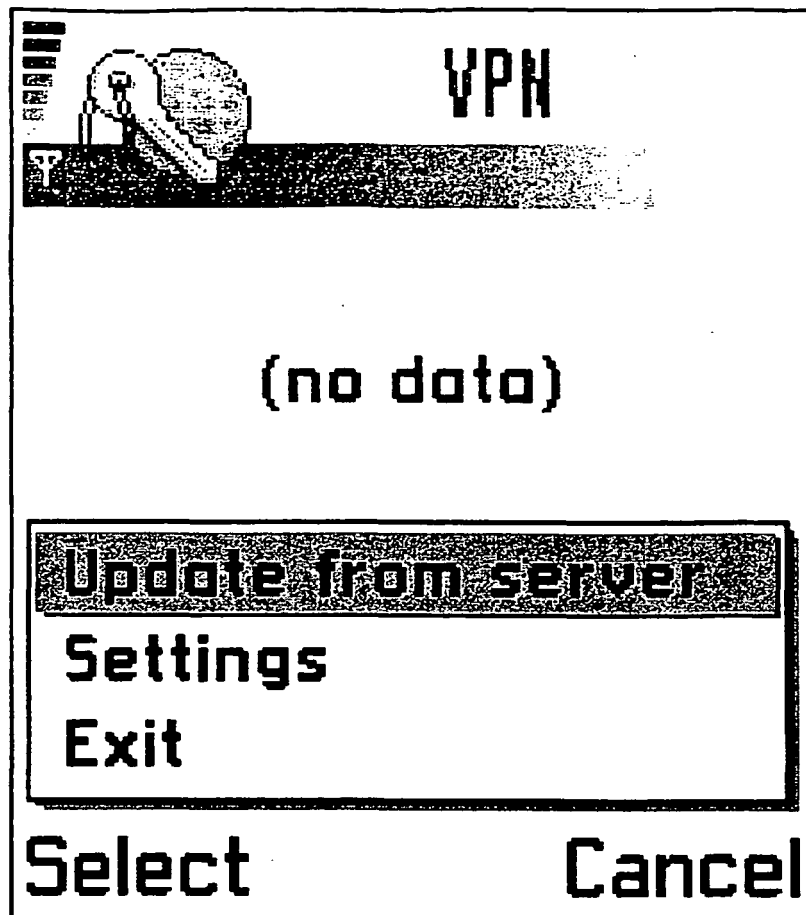 VPN
(no data)
Update from server
Settings
Exit
Select Cancel